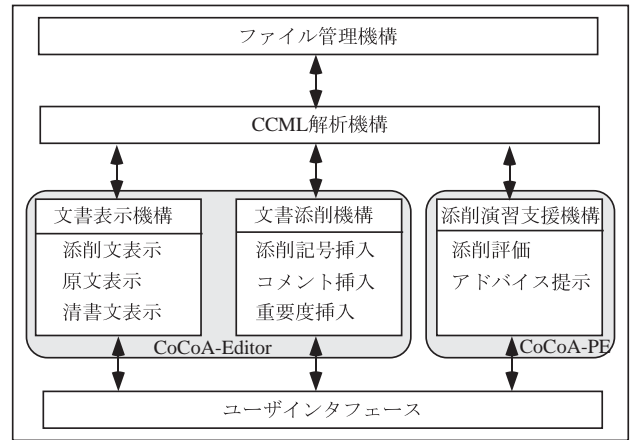 ファイル管理機構
CCML解析機構
文書表示機構
添削文表示
原文表示
清書文表示
文書添削機構
添削記号挿入
コメント挿入
重要度挿入
CoCoA-Editor
添削演習支援機構
添削評価
アドバイス提示
CoCoA-PE
ユーザインタフェース